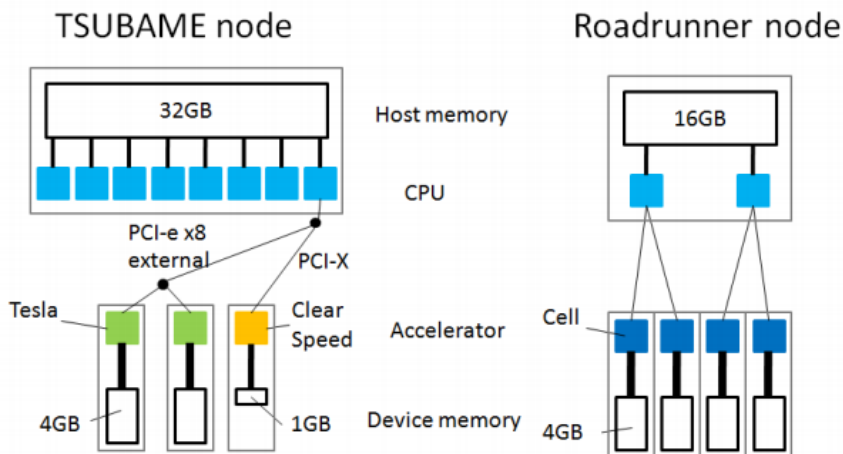 TSUBAME node
Roadrunner node
32GB
Host memory
16GB
CPU
PCI-e x8
external
PCI-X
Tesla
Clear
Speed
Accelerator
Cell
4GB
1GB
Device memory
4GB